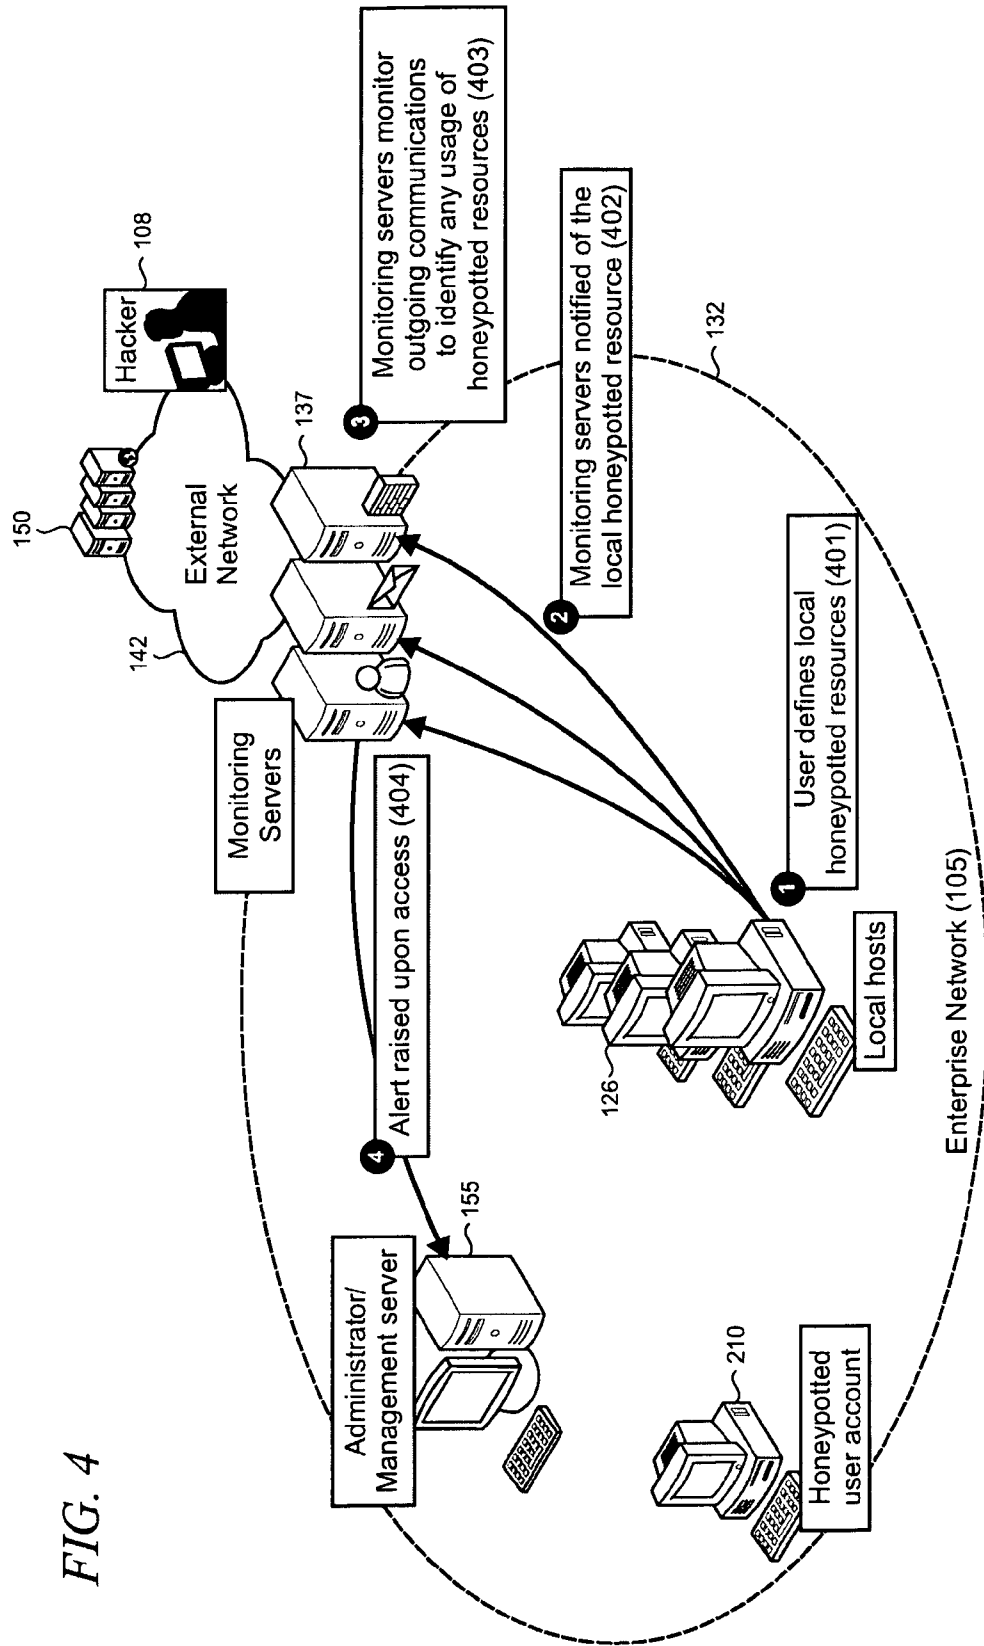 FIG. 4
150
142
External
Network
Hacker
108
Monitoring
Servers
137
3
Monitoring servers monitor
outgoing communications
to identify any usage of
honeypotted resources (403)
4
Alert raised upon access (404)
2
Monitoring servers notified of the
local honeypotted resource (402)
132
Administrator/
Management server
155
126
Local hosts
1
User defines local
honeypotted resources (401)
210
Honeypotted
user account
Enterprise Network (105)